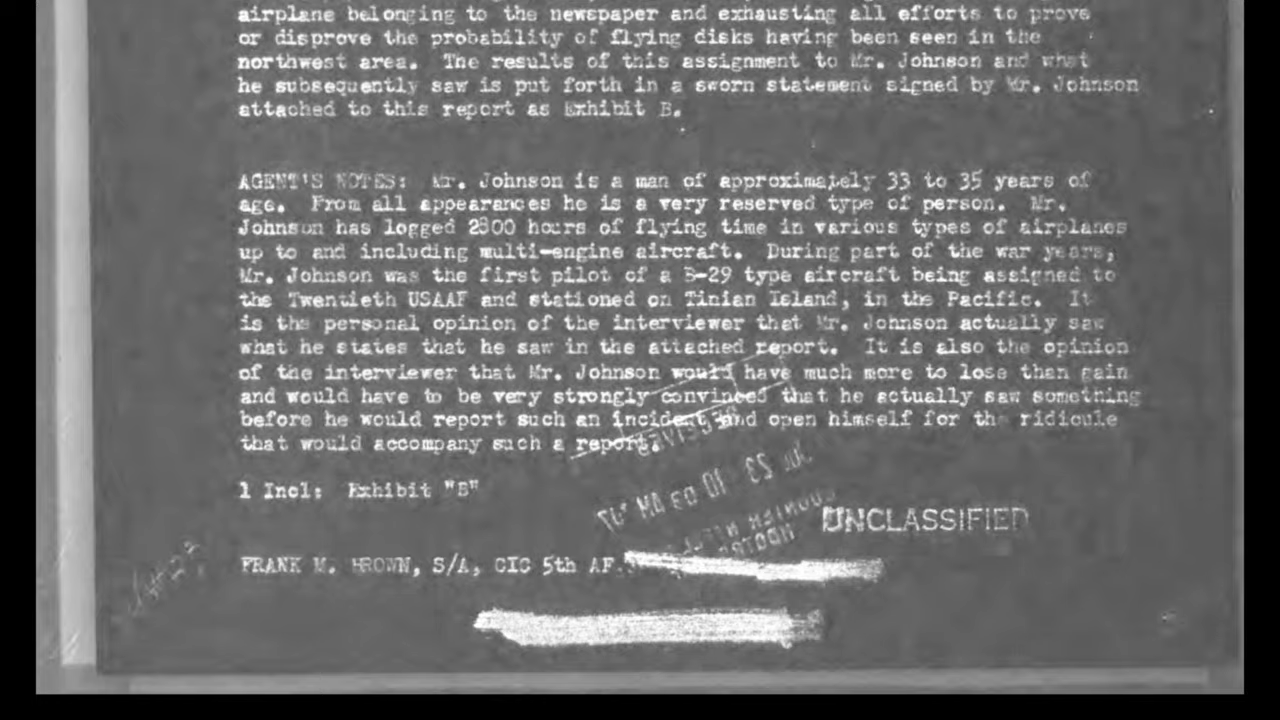 airplane belonging to the newspaper and exhausting all efforts to prove
or disprove the probability of flying disks having been seen in the
northwest area. The results of this assignment to Mr. Johnson and what
he subsequently saw is put forth in a sworn statement signed by Mr. Johnson
attached to this report as Exhibit B.
AGENT'S NOTES: Mr. Johnson is a man of approximately 33 to 35 years of
age. From all appearances he is a very reserved type of person. Mr.
Johnson has logged 2800 hours of flying time in various types of airplanes
up to and including multi-engine aircraft. During part of the war years,
Mr. Johnson was the first pilot of a B-29 type aircraft being assigned to
the Twentieth USAAF and stationed on Tinian Island, in the Pacific. It
is the personal opinion of the interviewer that Mr. Johnson actually saw
what he states that he saw in the attached report. It is also the opinion
of the interviewer that Mr. Johnson would have much more to lose than gain
and would have to be very strongly convinced that he actually saw something
before he would report such an incident and open himself for the ridicule
that would accompany such a report.
RECEIVED
JUL 23 10 03 AM '47
1 Incl: Exhibit "B"
UNCLASSIFIED
FRANK M. BROWN, S/A, CIC 5th AF.